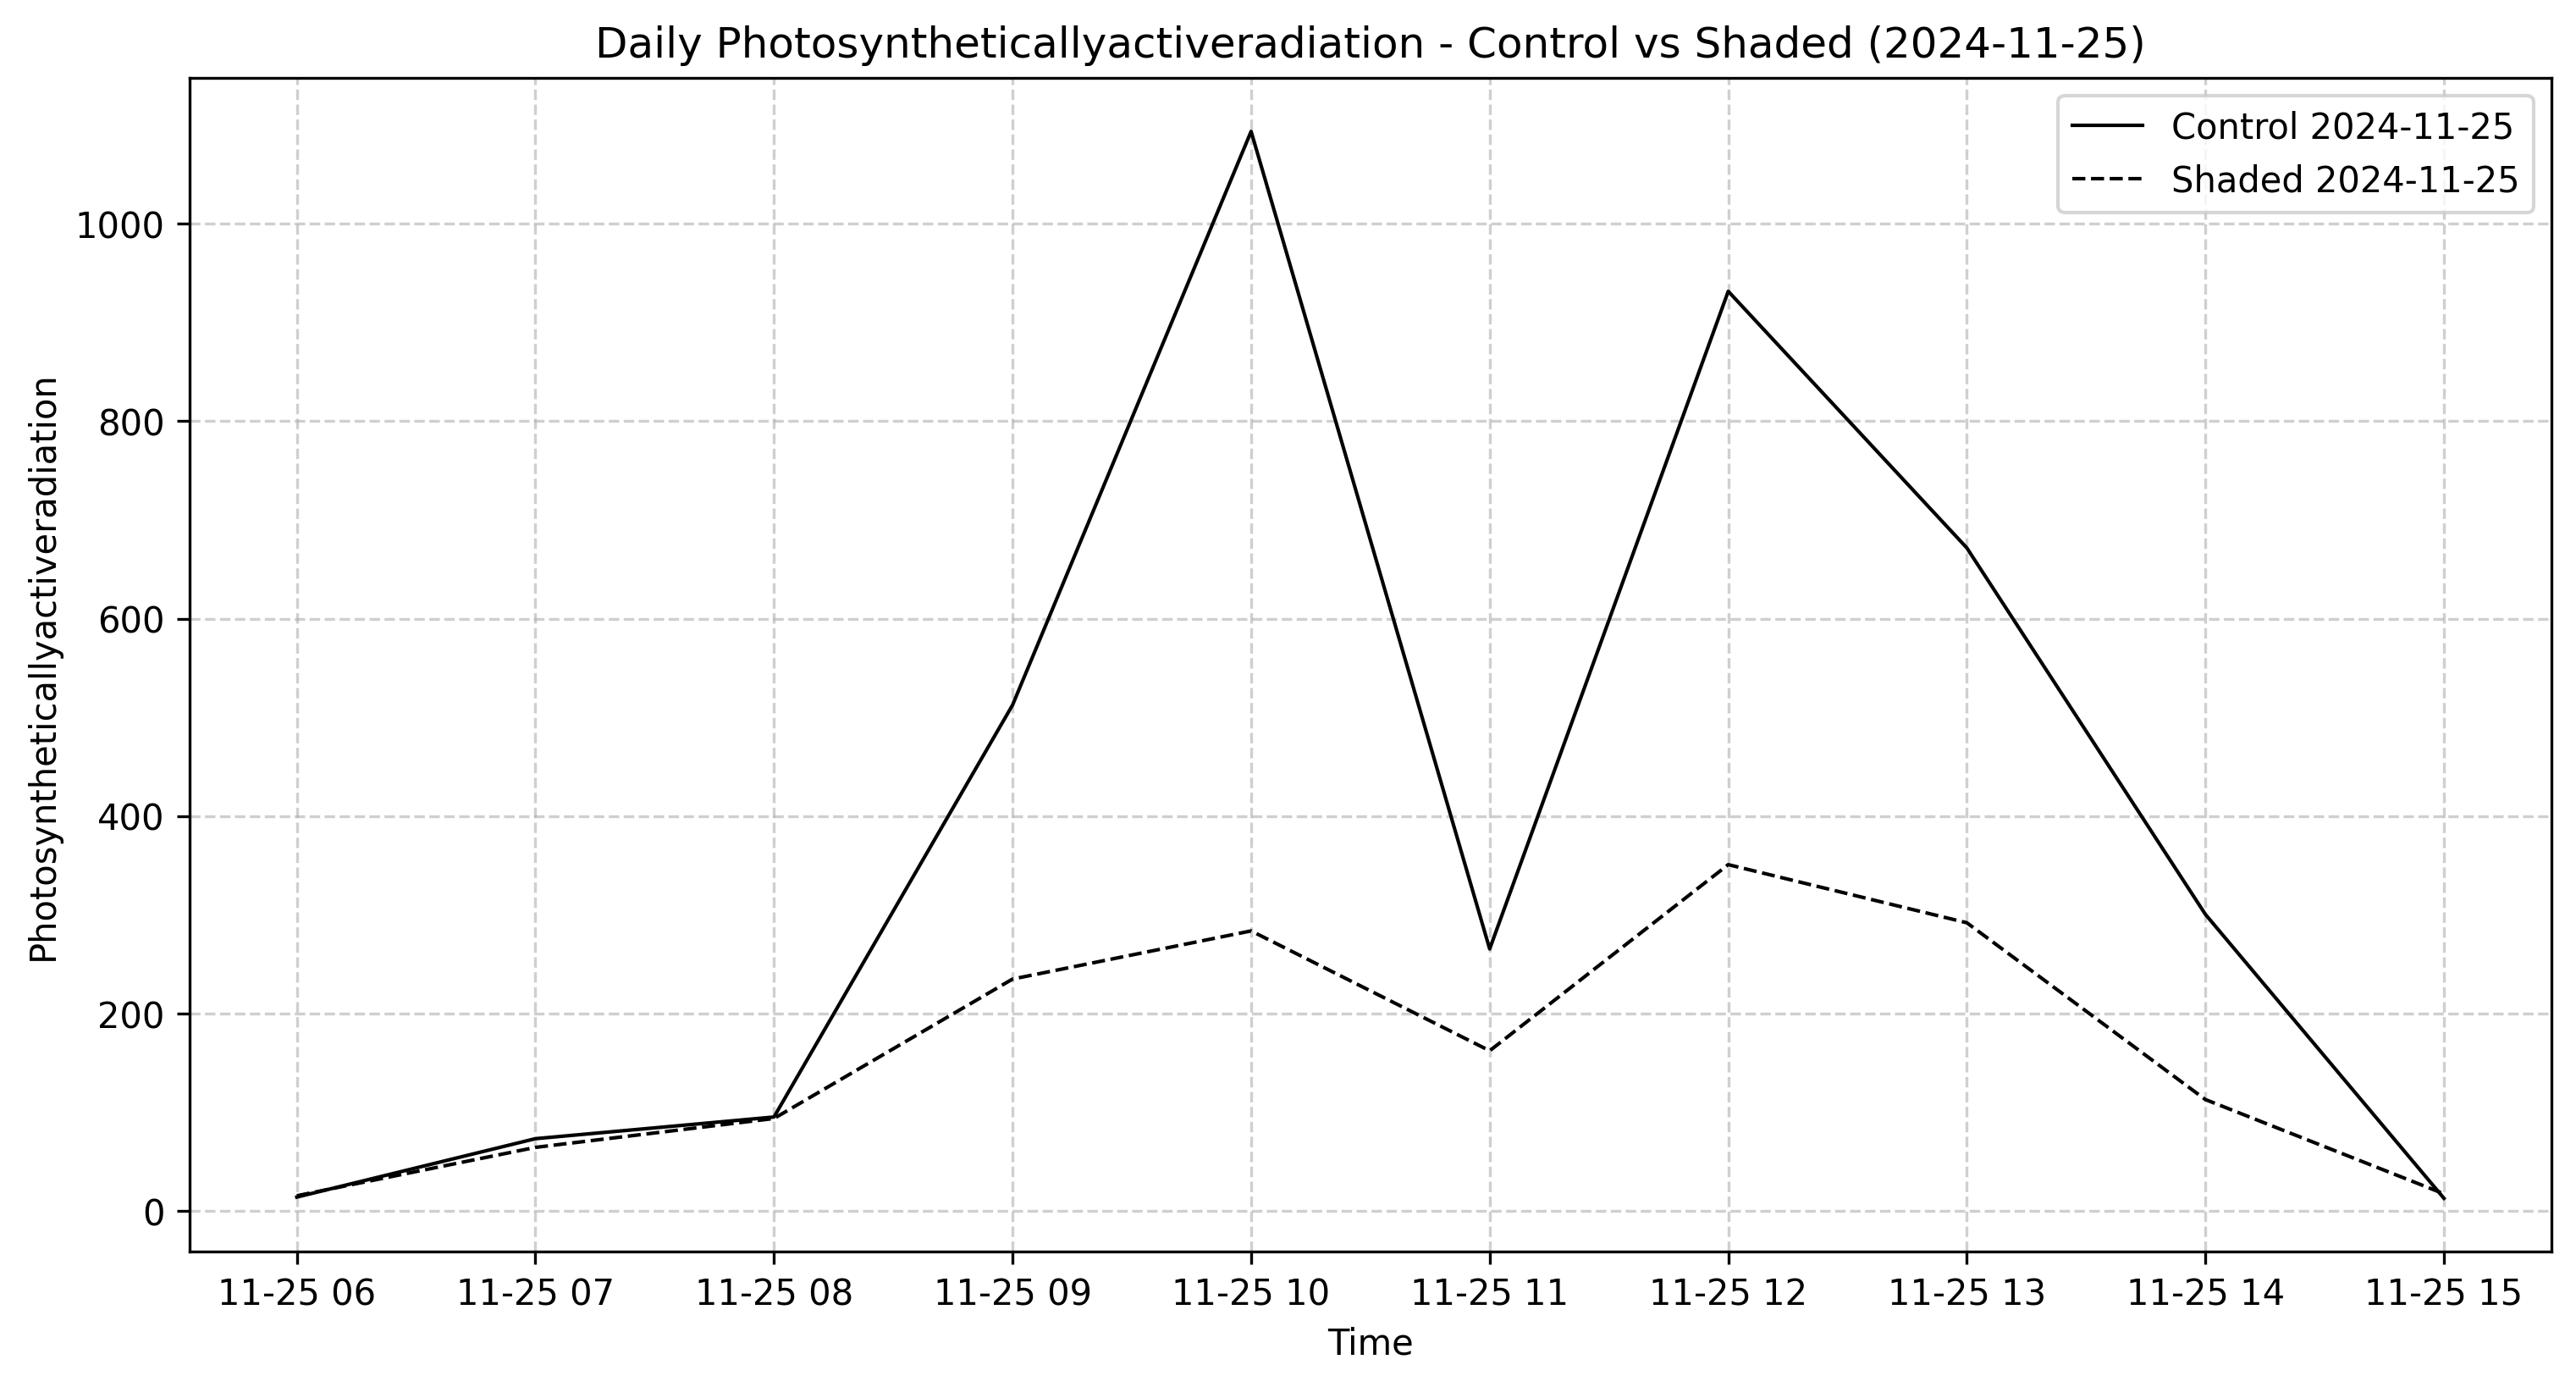 Daily Photosyntheticallyactiveradiation - Control vs Shaded (2024-11-25)
Control 2024-11-25
Shaded 2024-11-25
Photosyntheticallyactiveradiation
1000
800
600
400
200
0
11-25 06 11-25 07 11-25 08 11-25 09 11-25 10 11-25 11 11-25 12 11-25 13 11-25 14 11-25 15
Time